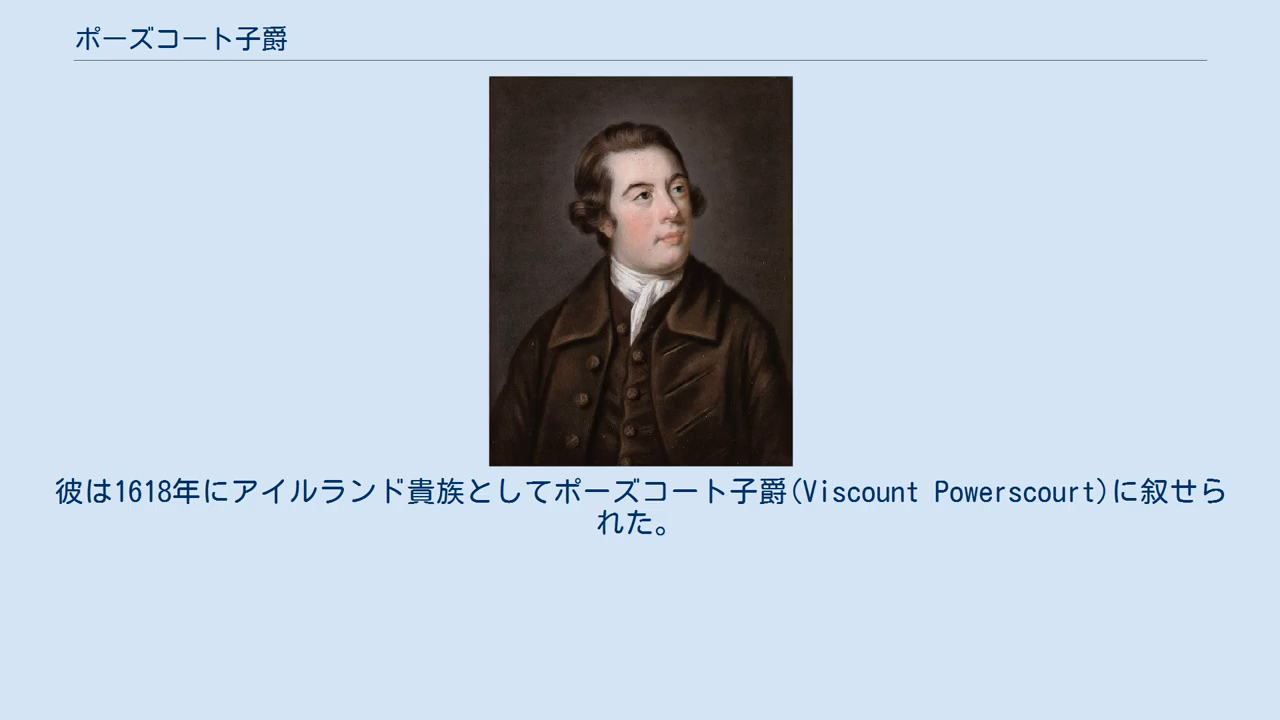 ポーズコート子爵
彼は1618年にアイルランド貴族としてポーズコート子爵(Viscount Powerscourt)に叙せら
れた。